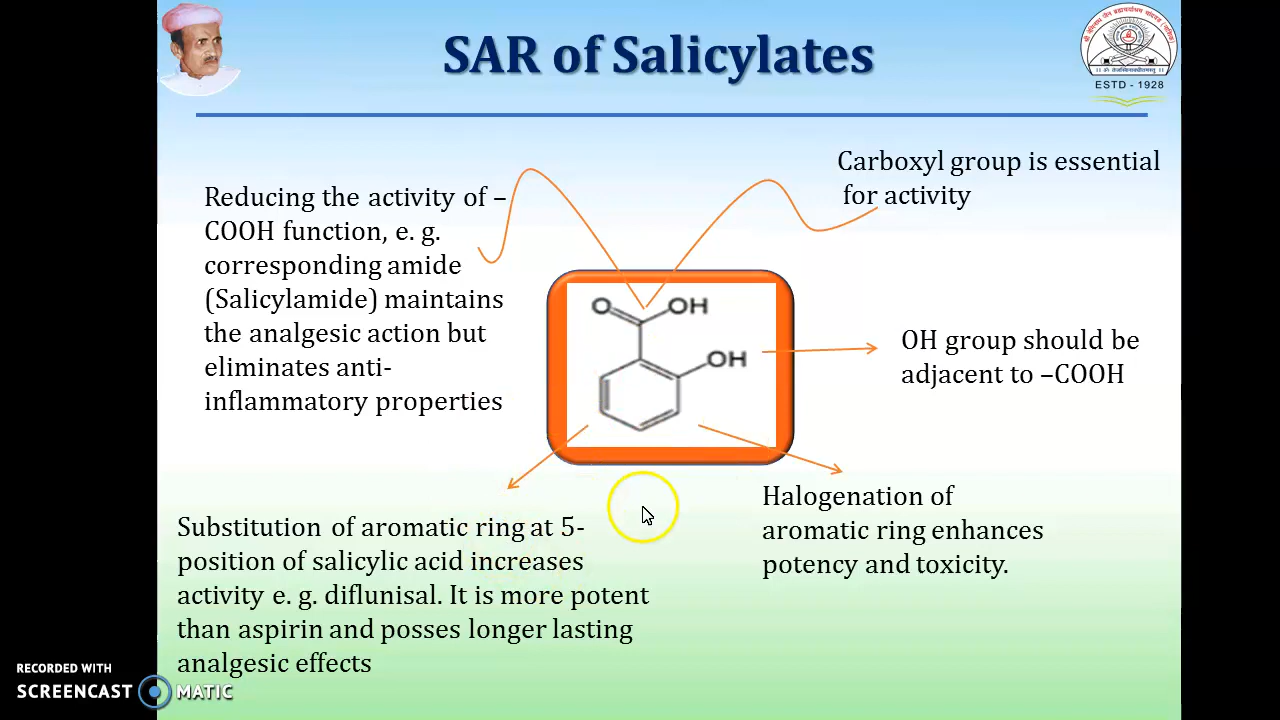 SAR of Salicylates
ESTD - 1928
Carboxyl group is essential
for activity
Reducing the activity of –
COOH function, e. g.
corresponding amide
(Salicylamide) maintains
the analgesic action but
eliminates anti-
inflammatory properties
O OH
OH
OH group should be
adjacent to –COOH
Halogenation of
aromatic ring enhances
potency and toxicity.
Substitution of aromatic ring at 5-
position of salicylic acid increases
activity e. g. diflunisal. It is more potent
than aspirin and posses longer lasting
analgesic effects
RECORDED WITH
SCREENCAST MATIC